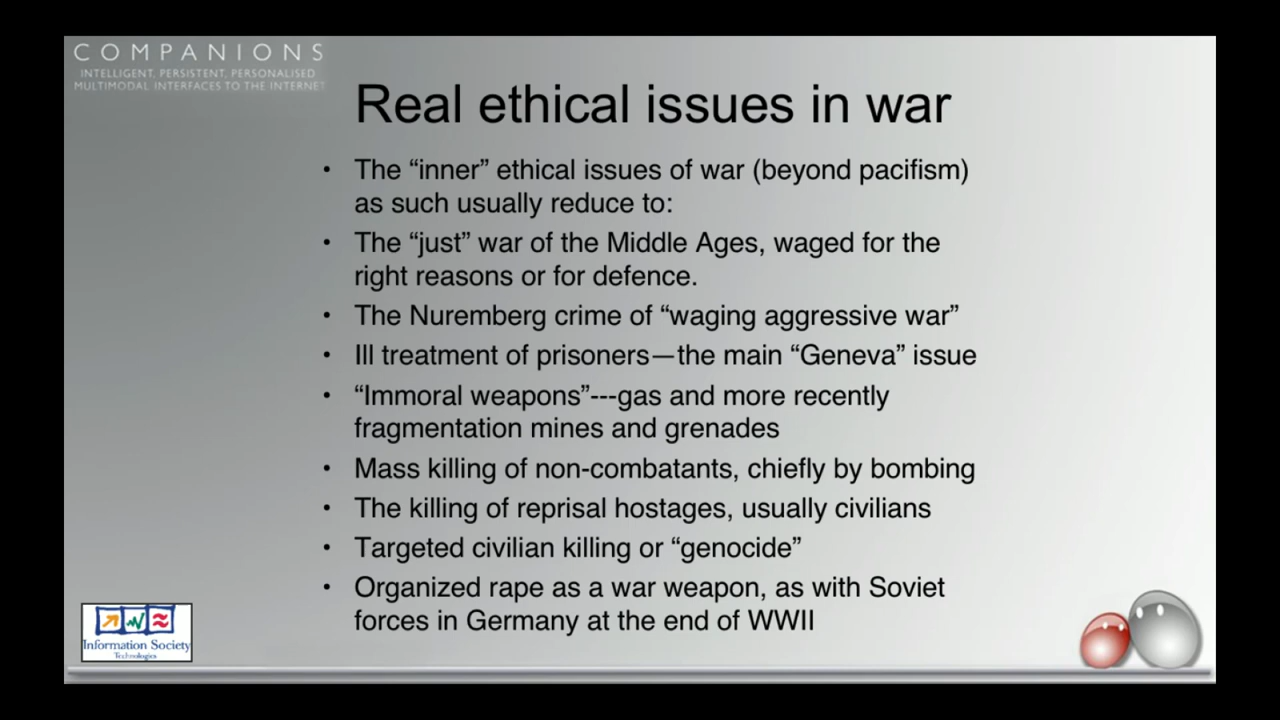 COMPANIONS
INTELLIGENT, PERSISTENT, PERSONALISED
MULTIMODAL INTERFACES TO THE INTERNET
Real ethical issues in war
• The “inner” ethical issues of war (beyond pacifism)
as such usually reduce to:
• The “just” war of the Middle Ages, waged for the
right reasons or for defence.
• The Nuremberg crime of “waging aggressive war”
• Ill treatment of prisoners—the main “Geneva” issue
• “Immoral weapons”---gas and more recently
fragmentation mines and grenades
• Mass killing of non-combatants, chiefly by bombing
• The killing of reprisal hostages, usually civilians
• Targeted civilian killing or “genocide”
• Organized rape as a war weapon, as with Soviet
forces in Germany at the end of WWII
Information Society
Technologies